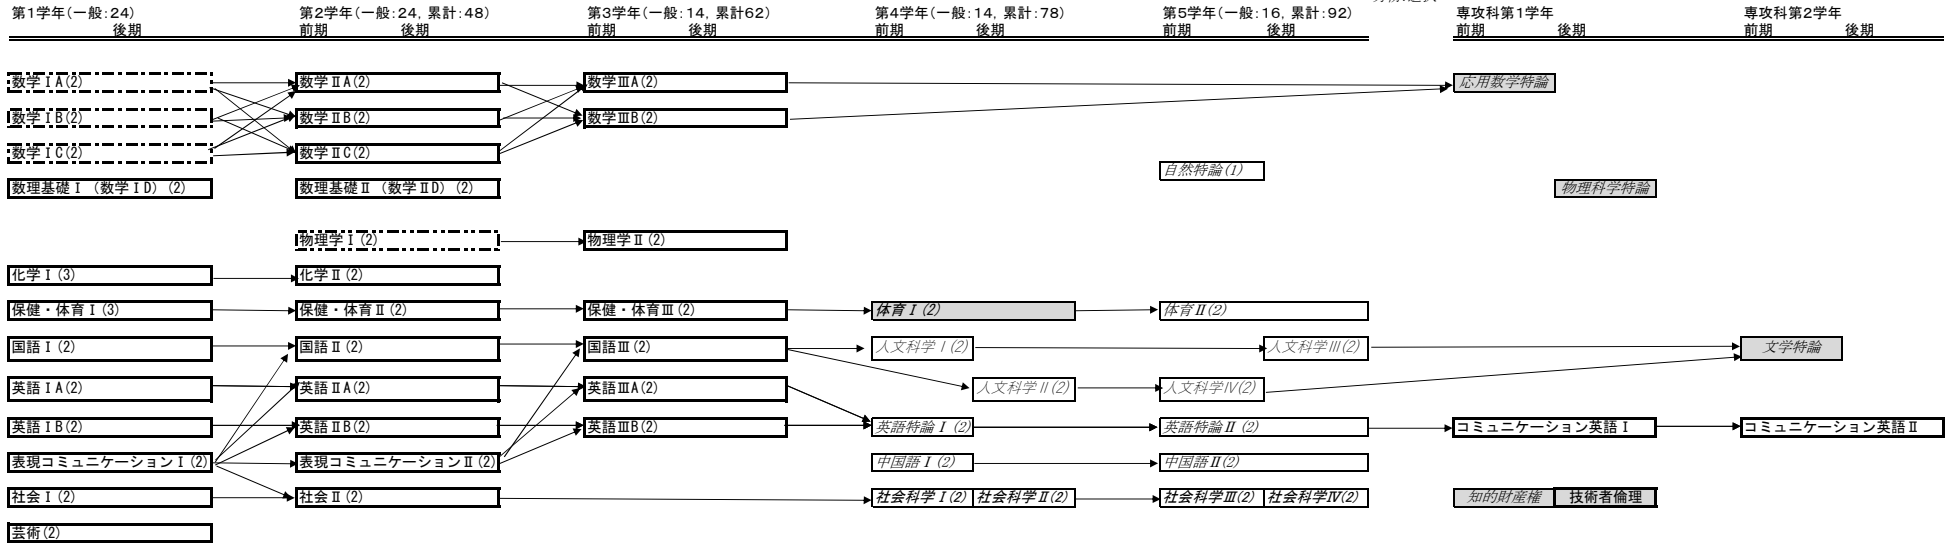 第1学年(一般:24) 第2学年(一般:24, 累計:48) 第3学年(一般:14, 累計62) 第4学年(一般:14, 累計:78) 第5学年(一般:16, 累計:92) 専攻科第1学年 専攻科第2学年
後期 前期 後期 前期 後期 前期 後期 前期 後期 前期 後期 前期 後期
数学ⅠA(2) 数学ⅡA(2) 数学ⅢA(2) 応用数学特論
数学ⅠB(2) 数学ⅡB(2) 数学ⅢB(2)
数学ⅠC(2) 数学ⅡC(2)
自然特論(1)
数理基礎Ⅰ (数学ⅠD) (2) 数理基礎Ⅱ (数学ⅡD) (2) 物理科学特論
物理学Ⅰ(2) 物理学Ⅱ(2)
化学Ⅰ(3) 化学Ⅱ(2)
保健・体育Ⅰ(3) 保健・体育Ⅱ(2) 保健・体育Ⅲ(2) 体育Ⅰ(2) 体育Ⅱ(2)
国語Ⅰ(2) 国語Ⅱ(2) 国語Ⅲ(2) 人文科学Ⅰ(2) 人文科学Ⅲ(2) 文学特論
英語ⅠA(2) 英語ⅡA(2) 英語ⅢA(2) 人文科学Ⅱ(2) 人文科学Ⅳ(2)
英語ⅠB(2) 英語ⅡB(2) 英語ⅢB(2) 英語特論Ⅰ(2) 英語特論Ⅱ(2) コミュニケーション英語Ⅰ コミュニケーション英語Ⅱ
表現コミュニケーションⅠ(2) 表現コミュニケーションⅡ(2) 中国語Ⅰ(2) 中国語Ⅱ(2)
社会Ⅰ(2) 社会Ⅱ(2) 社会科学Ⅰ(2) 社会科学Ⅱ(2) 社会科学Ⅲ(2) 社会科学Ⅳ(2) 知的財産権 技術者倫理
芸術(2)